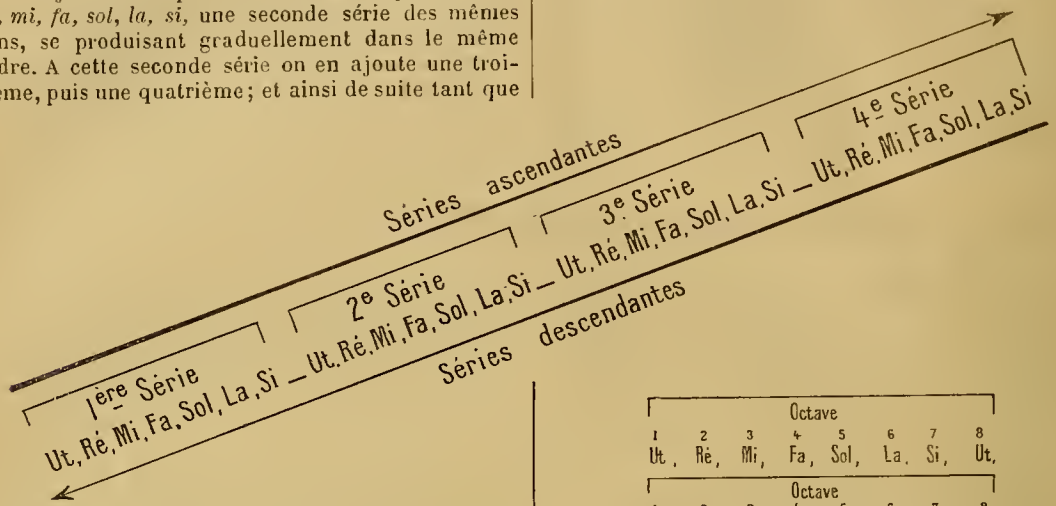 mi, fa, sol, la, si, une seconde série des mêmes
se produisant graduellement dans le même
A cette seconde série on en ajoute une troi-
puis une quatrième; et ainsi de suite tant que
Séries ascendantes
1ère Série
2e Série
3e Série
4e Série
Ut, Ré, Mi, Fa, Sol, La, Si — Ut, Ré, Mi, Fa, Sol, La, Si — Ut, Ré, Mi, Fa, Sol, La, Si — Ut, Ré, Mi, Fa, Sol, La, Si
Séries descendantes
Octave
1 2 3 4 5 6 7 8
Ut, Ré, Mi, Fa, Sol, La, Si, Ut,
Octave